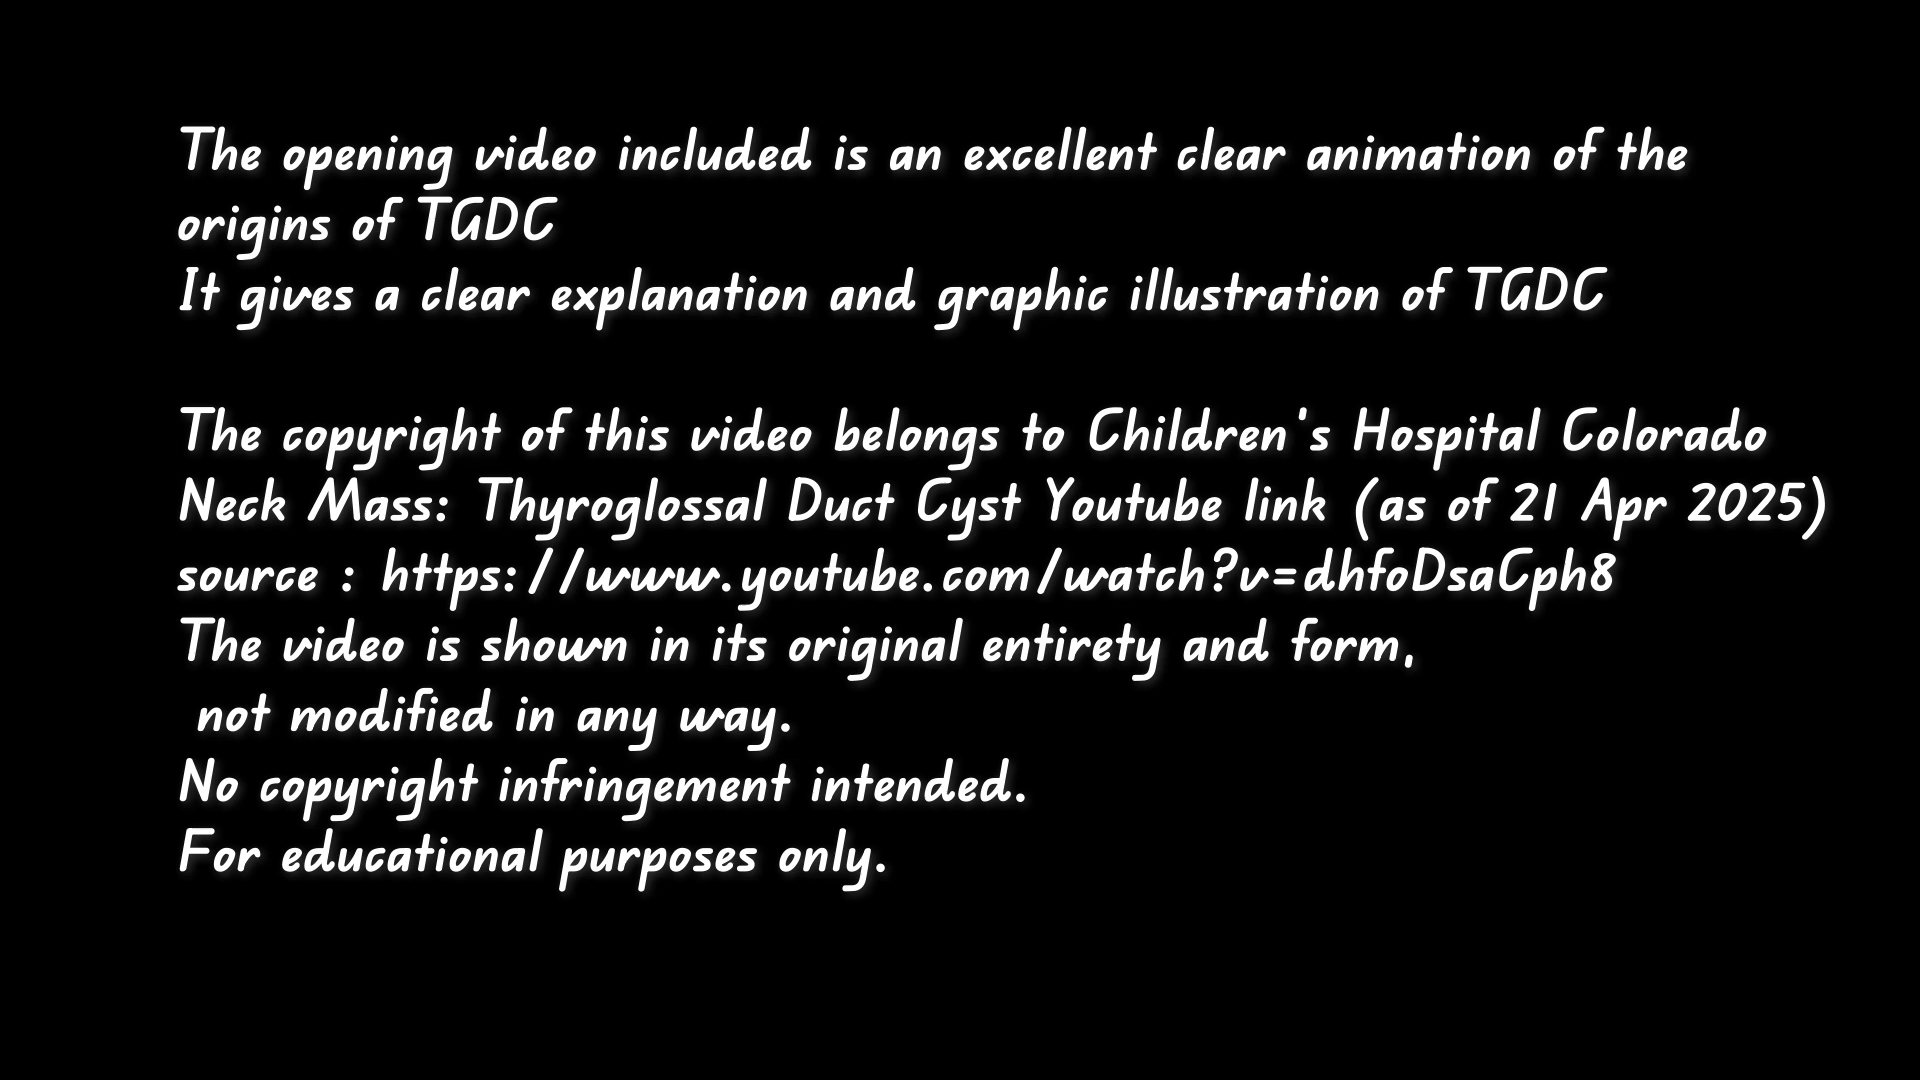 The opening video included is an excellent clear animation of the
origins of TGDC
It gives a clear explanation and graphic illustration of TGDC
The copyright of this video belongs to Children's Hospital Colorado
Neck Mass: Thyroglossal Duct Cyst Youtube link (as of 21 Apr 2025)
source : https://www.youtube.com/watch?v=dhfoDsaCph8
The video is shown in its original entirety and form,
not modified in any way.
No copyright infringement intended.
For educational purposes only.